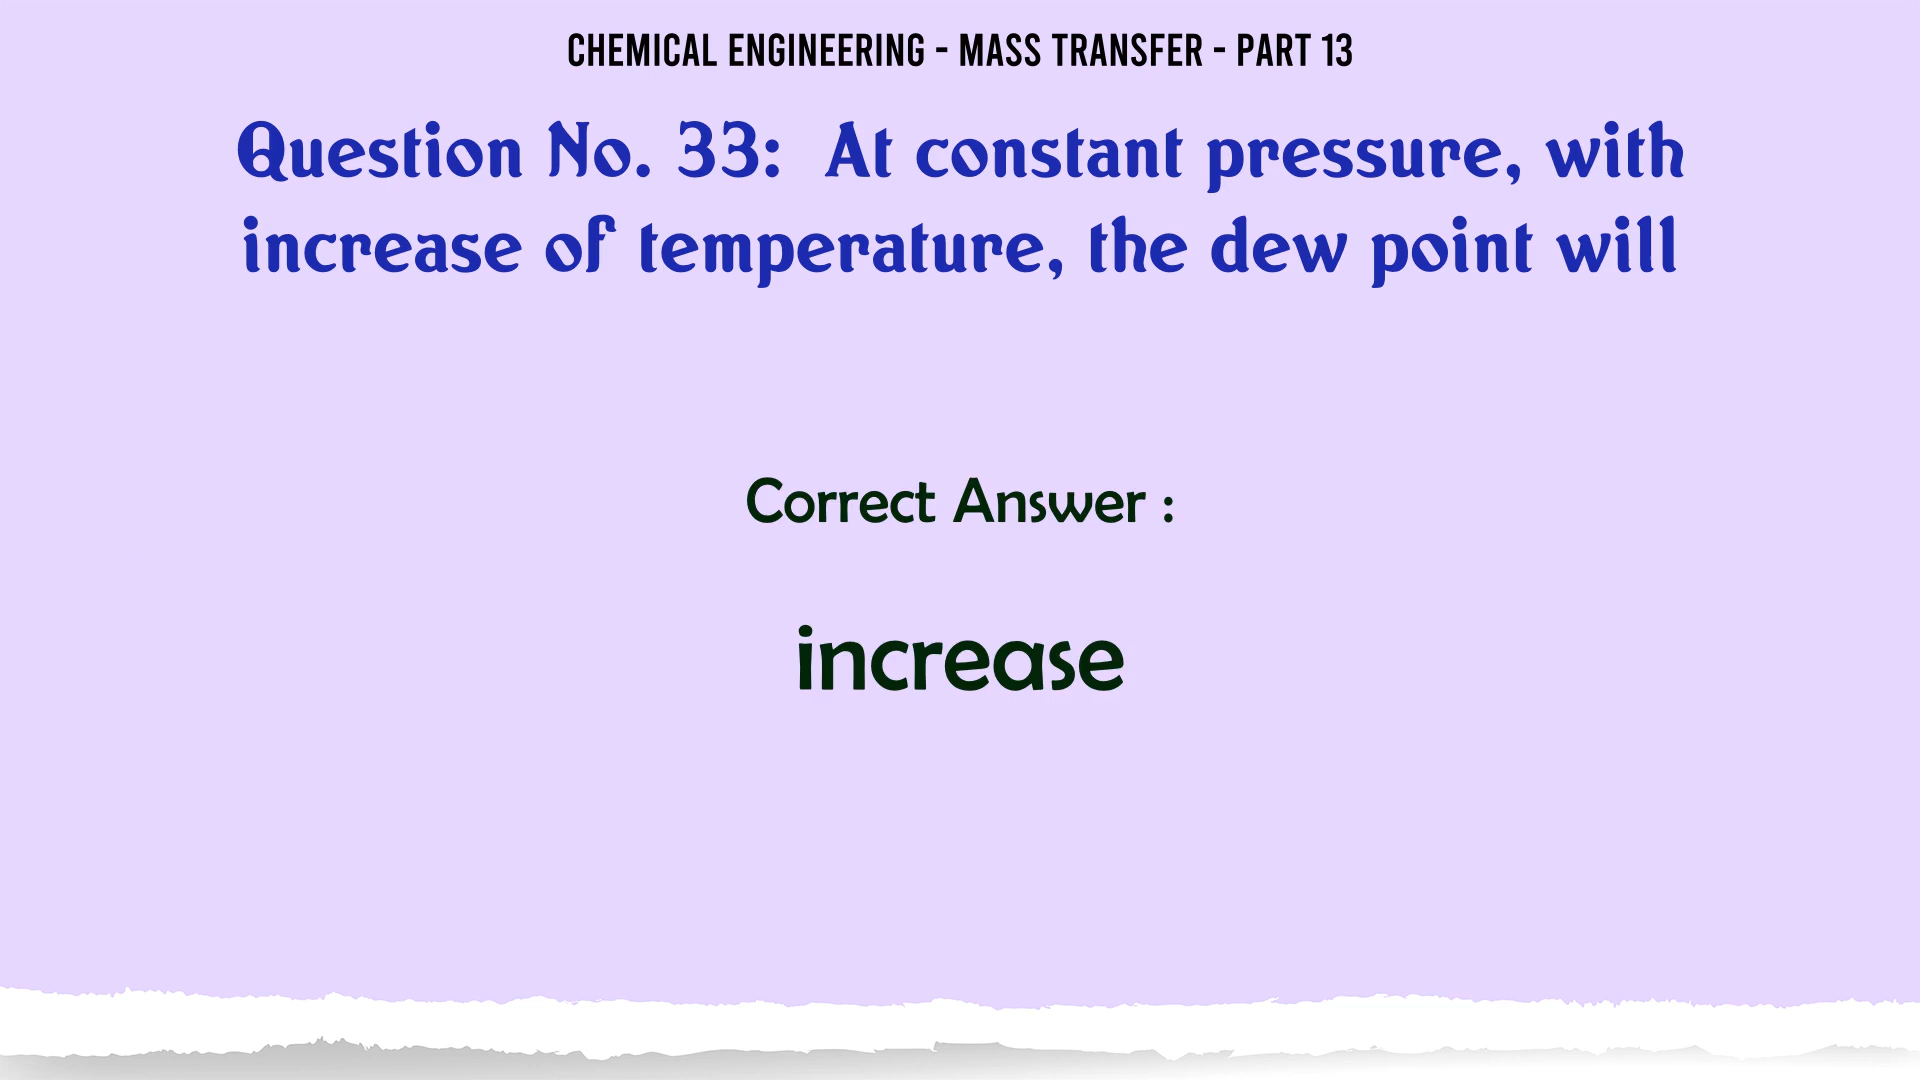 CHEMICAL ENGINEERING - MASS TRANSFER - PART 13
Question No. 33: At constant pressure, with
increase of temperature, the dew point will
Correct Answer :
increase